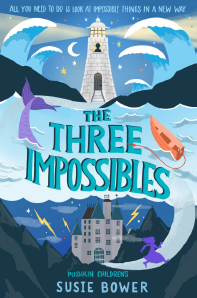 ALL YOU NEED TO DO IS LOOK AT IMPOSSIBLE THINGS IN A NEW WAY
THE
THREE
IMPOSSIBLES
PUSHKIN CHILDREN'S
SUSIE BOWER